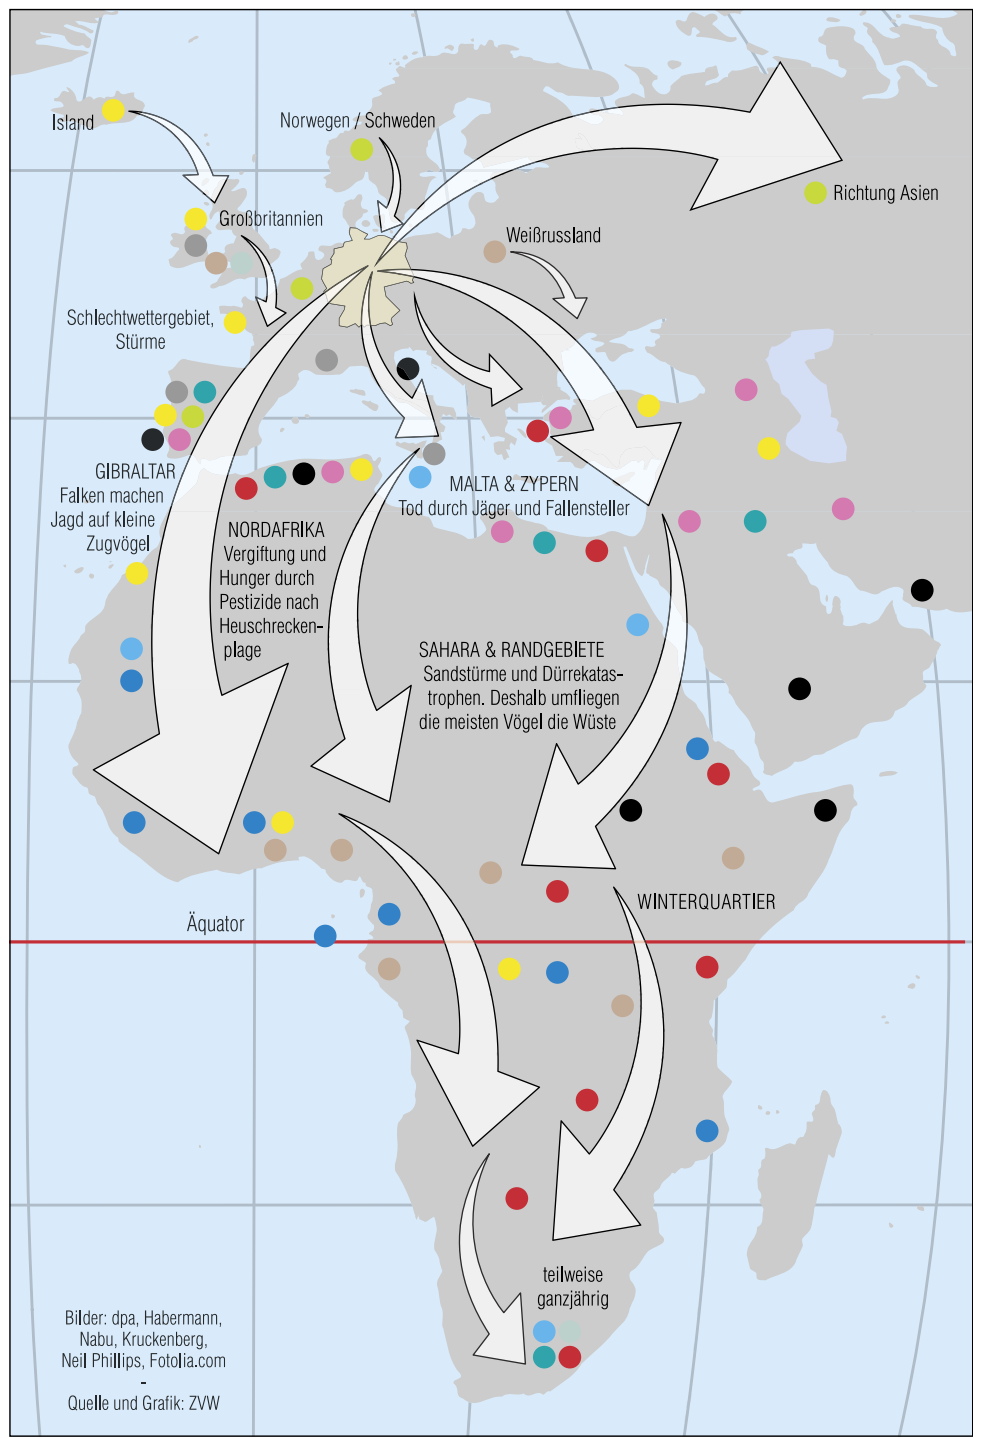 Island
Norwegen / Schweden
Richtung Asien
Großbritannien
Weißrussland
Schlechtwettergebiet,
Stürme
GIBRALTAR
Falken machen
Jagd auf kleine
Zugvögel
MALTA & ZYPERN
Tod durch Jäger und Fallensteller
NORDAFRIKA
Vergiftung und
Hunger durch
Pestizide nach
Heuschrecken-
plage
SAHARA & RANDGEBIETE
Sandstürme und Dürrekatas-
trophen. Deshalb umfliegen
die meisten Vögel die Wüste
WINTERQUARTIER
Äquator
teilweise
ganzjährig
Bilder: dpa, Habermann,
Nabu, Kruckenberg,
Neil Phillips, Fotolia.com
-
Quelle und Grafik: ZVW